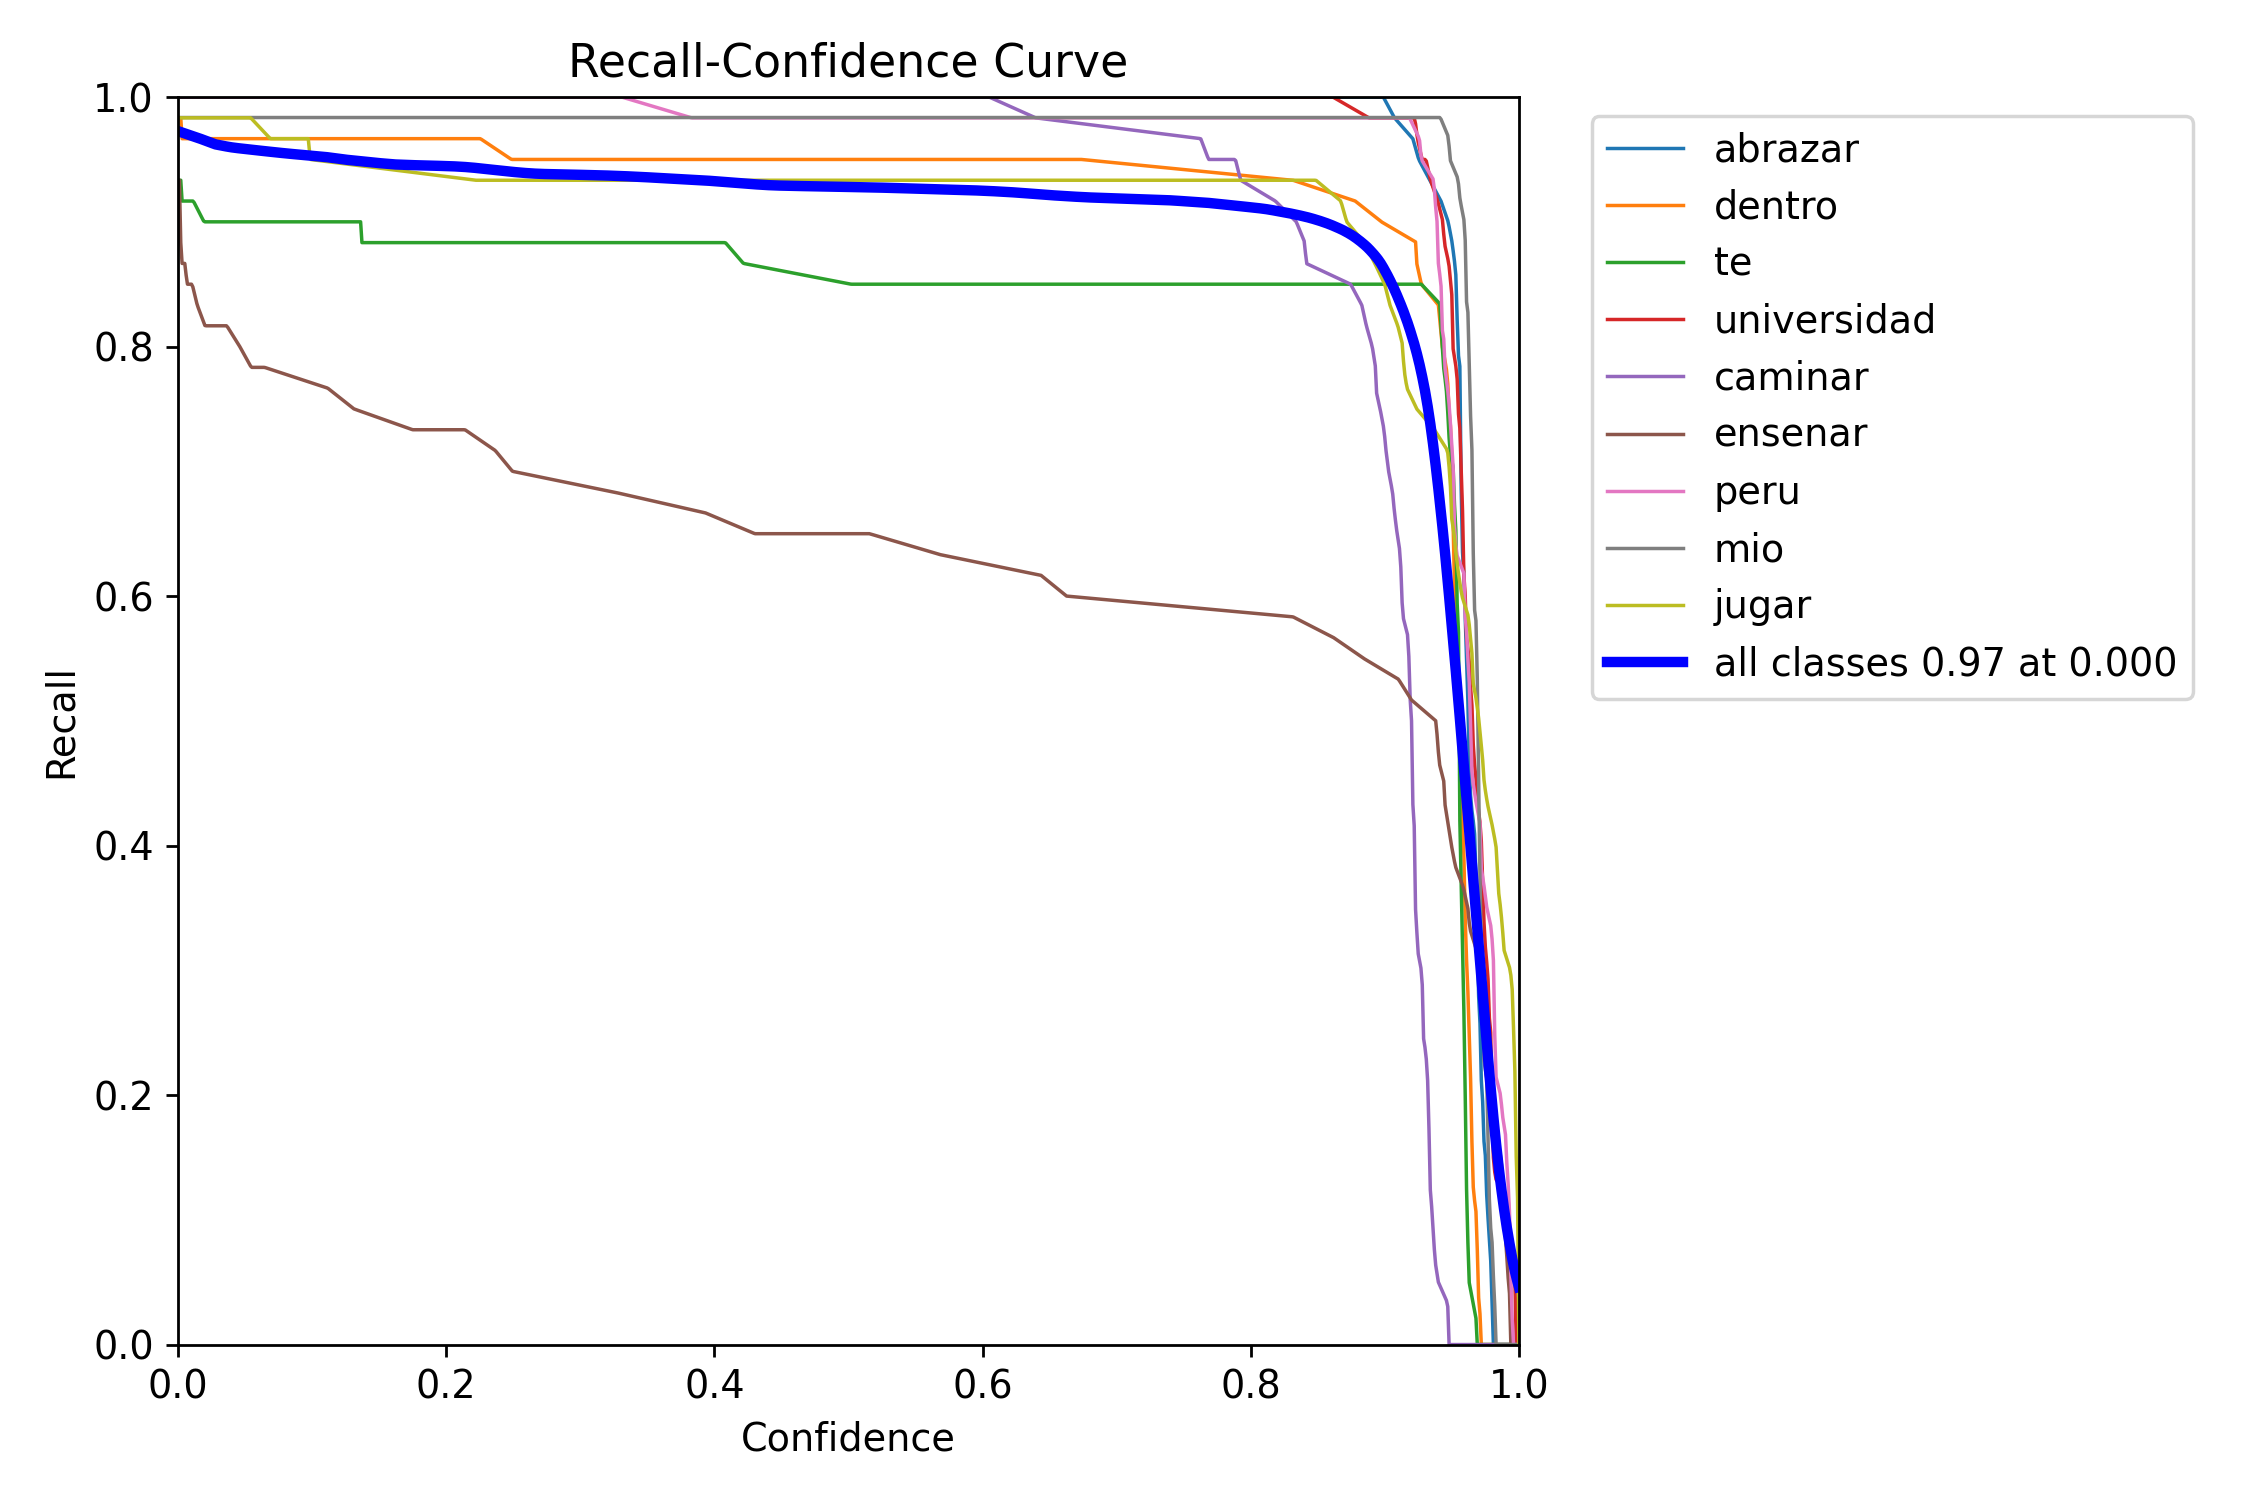 Recall-Confidence Curve
1.0
0.8
0.6
0.4
0.2
0.0
Recall
0.0 0.2 0.4 0.6 0.8 1.0
Confidence
abrazar
dentro
te
universidad
caminar
ensenar
peru
mio
jugar
all classes 0.97 at 0.000